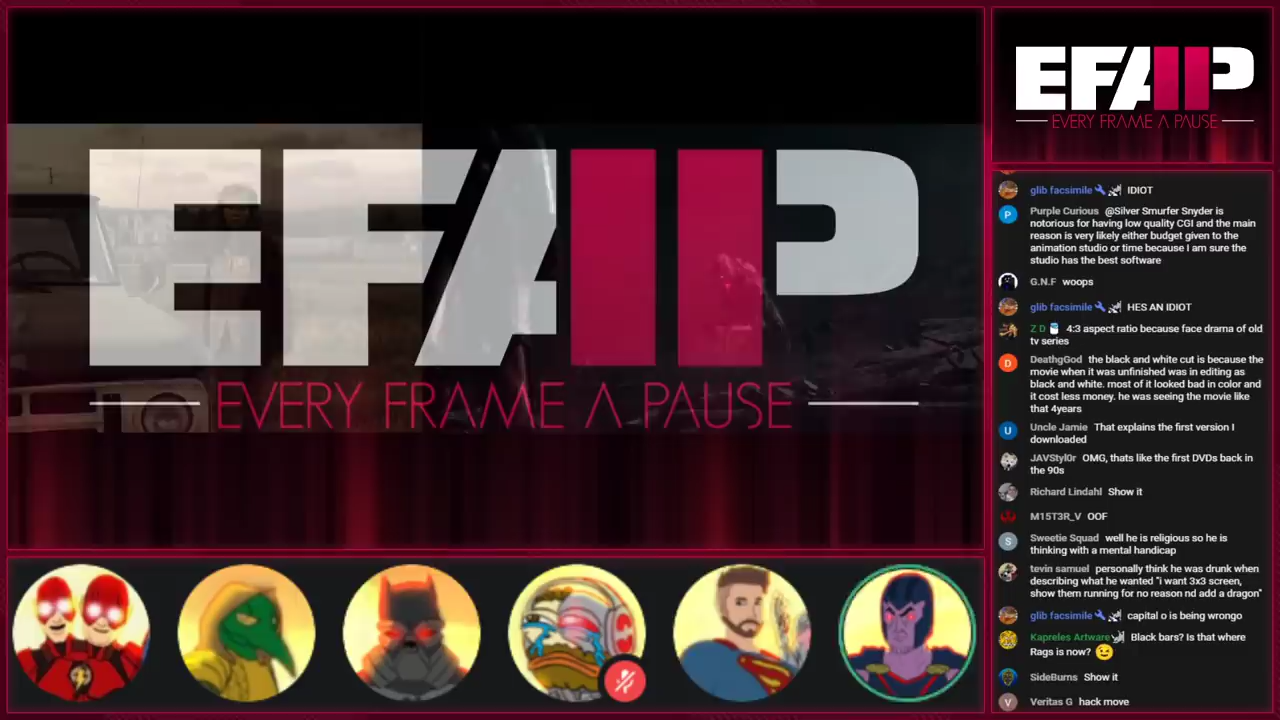 EFAP
EVERY FRAME A PAUSE
EFAP
EVERY FRAME A PAUSE
glib facsimile IDIOT
Purple Curious @Silver Smurfer Snyder is
notorious for having low quality CGI and the main
reason is very likely either budget given to the
animation studio or time because I am sure the
studio has the best software
G.N.F woops
glib facsimile HES AN IDIOT
Z D 4:3 aspect ratio because face drama of old
tv series
DeathgGod the black and white cut is because the
movie when it was unfinished was in editing as
black and white. most of it looked bad in color and
it cost less money. he was seeing the movie like
that 4years
Uncle Jamie That explains the first version I
downloaded
JAVStyl0r OMG, thats like the first DVDs back in
the 90s
Richard Lindahl Show it
M15T3R_V OOF
Sweetie Squad well he is religious so he is
thinking with a mental handicap
tevin samuel personally think he was drunk when
describing what he wanted "i want 3x3 screen,
show them running for no reason nd add a dragon"
glib facsimile capital o is being wrongo
Kapreles Artware Black bars? Is that where
Rags is now? 😉
SideBums Show it
Veritas G hack move